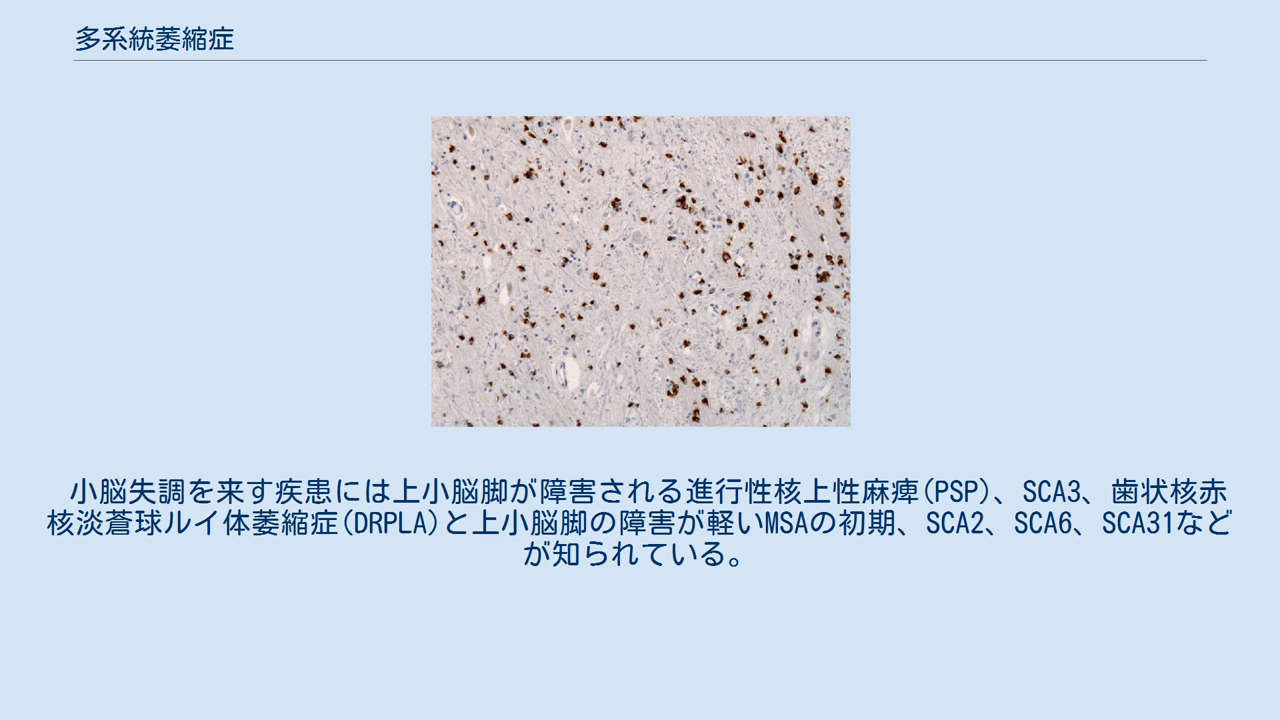 多系統萎縮症
小脳失調を来す疾患には上小脳脚が障害される進行性核上性麻痺(PSP)、SCA3、歯状核赤
核淡蒼球ルイ体萎縮症(DRPLA)と上小脳脚の障害が軽いMSAの初期、SCA2、SCA6、SCA31など
が知られている。